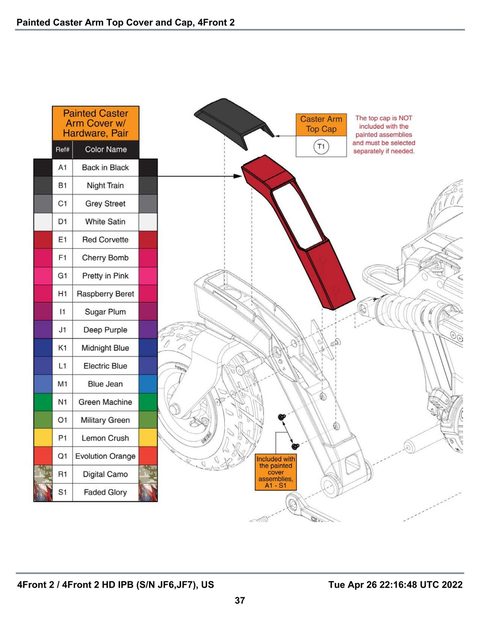 Painted Caster Arm Top Cover and Cap, 4Front 2
Painted Caster
Arm Cover w/
Hardware, Pair
Ref# Color Name
A1 Back in Black
B1 Night Train
C1 Grey Street
D1 White Satin
E1 Red Corvette
F1 Cherry Bomb
G1 Pretty in Pink
H1 Raspberry Beret
I1 Sugar Plum
J1 Deep Purple
K1 Midnight Blue
L1 Electric Blue
M1 Blue Jean
N1 Green Machine
O1 Military Green
P1 Lemon Crush
Q1 Evolution Orange
R1 Digital Camo
S1 Faded Glory
Caster Arm
Top Cap
T1
The top cap is NOT
included with the
painted assemblies
and must be selected
separately if needed.
Included with
the painted
cover
assemblies,
A1 - S1
4Front 2 / 4Front 2 HD IPB (S/N JF6,JF7), US
Tue Apr 26 22:16:48 UTC 2022
37